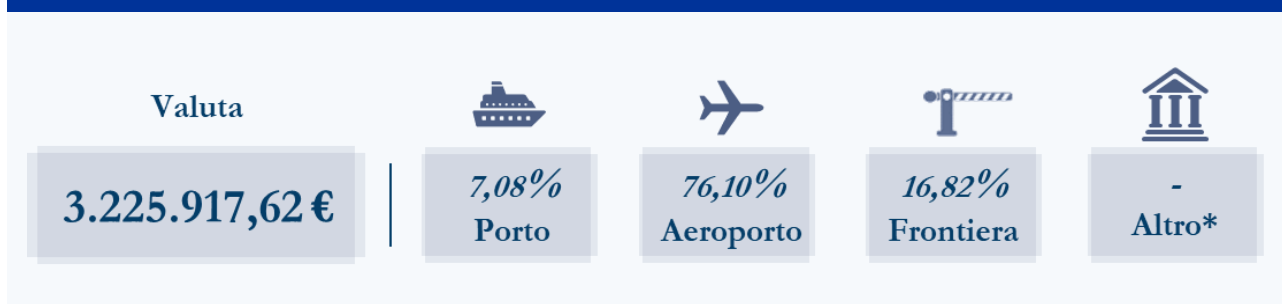 Valuta
3.225.917,62 €
7,08%
Porto
76,10%
Aeroporto
16,82%
Frontiera
-
Altro*